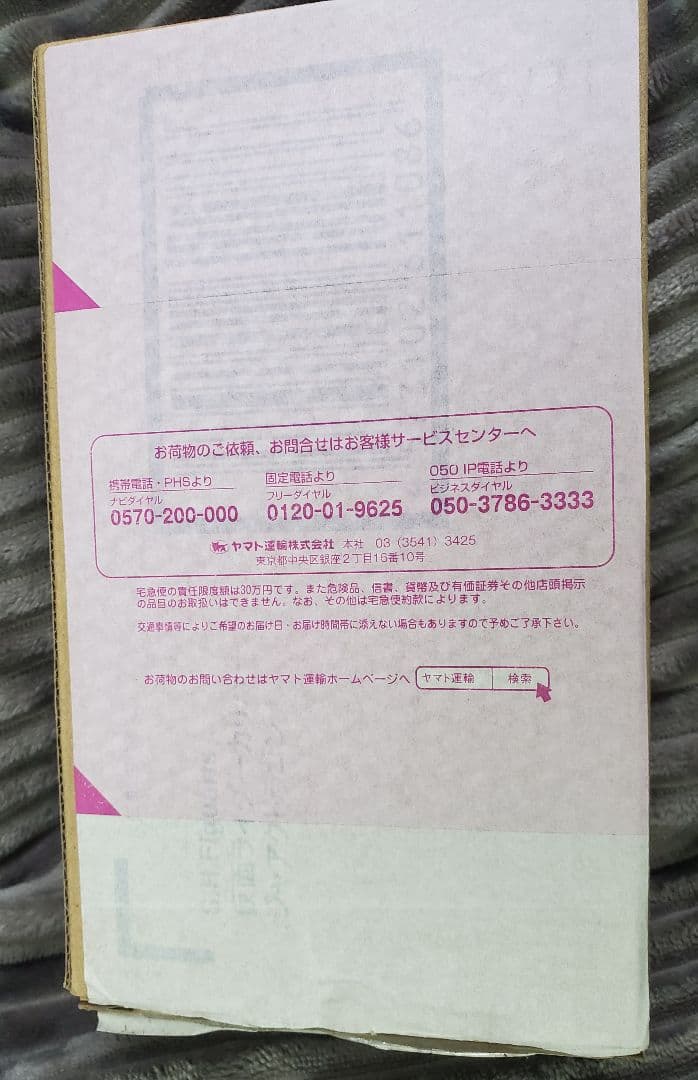 お荷物のご依頼、お問合せはお客様サービスセンターへ
携帯電話・PHSより
ナビダイヤル
0570-200-000
固定電話より
フリーダイヤル
0120-01-9625
050 IP電話より
ビジネスダイヤル
050-3786-3333
ヤマト運輸株式会社 本社 03(3541)3425
東京都中央区銀座2丁目16番10号
宅急便の責任限度額は30万円です。また危険品、信書、貨幣及び有価証券その他店頭掲示
の品目のお取扱いはできません。なお、その他は宅急便約款によります。
交通事情等によりご希望のお届け日・お届け時間帯に添えない場合もありますので予めご了承下さい。
お荷物のお問い合わせはヤマト運輸ホームページへ ヤマト運輸 検索